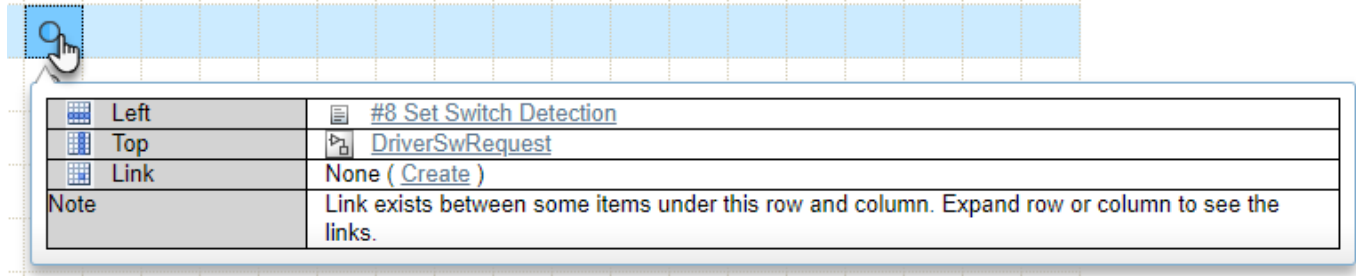 Left #8 Set Switch Detection
Top DriverSwRequest
Link None ( Create )
Note Link exists between some items under this row and column. Expand row or column to see the
links.